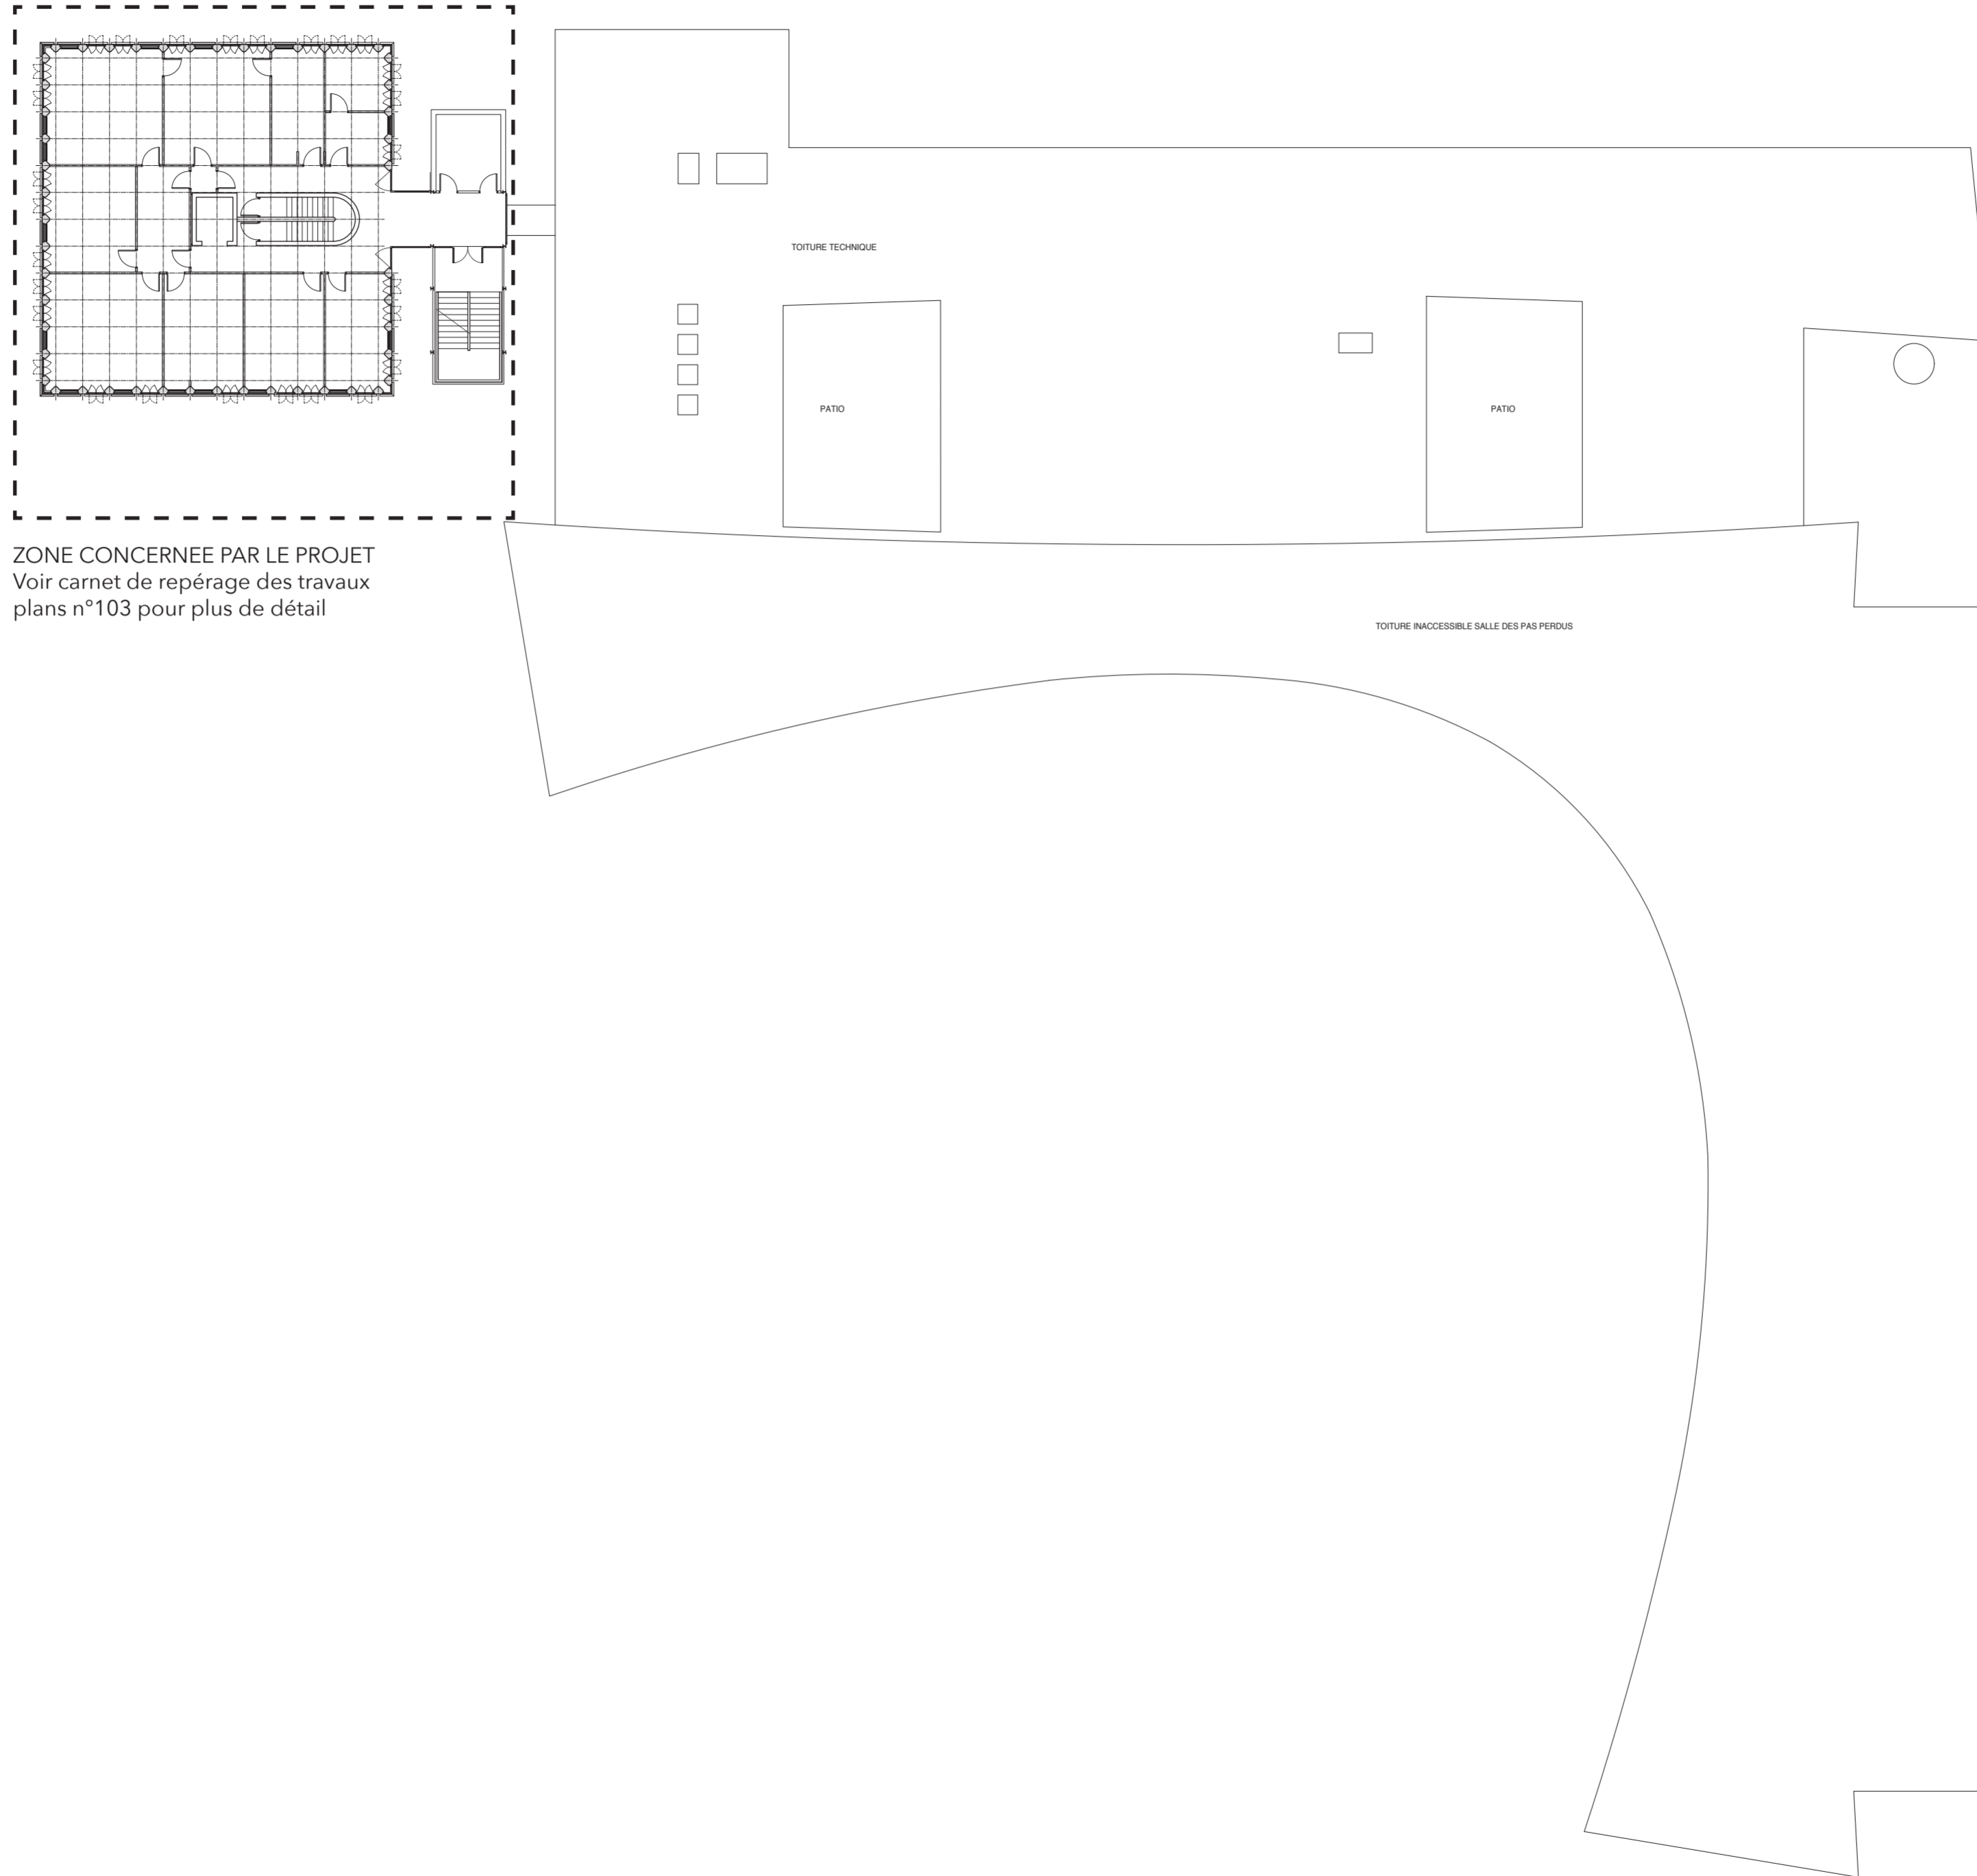 TOITURE TECHNIQUE
PATIO
PATIO
ZONE CONCERNEE PAR LE PROJET
Voir carnet de repérage des travaux
plans n°103 pour plus de détail
TOITURE INACCESSIBLE SALLE DES PAS PERDUS